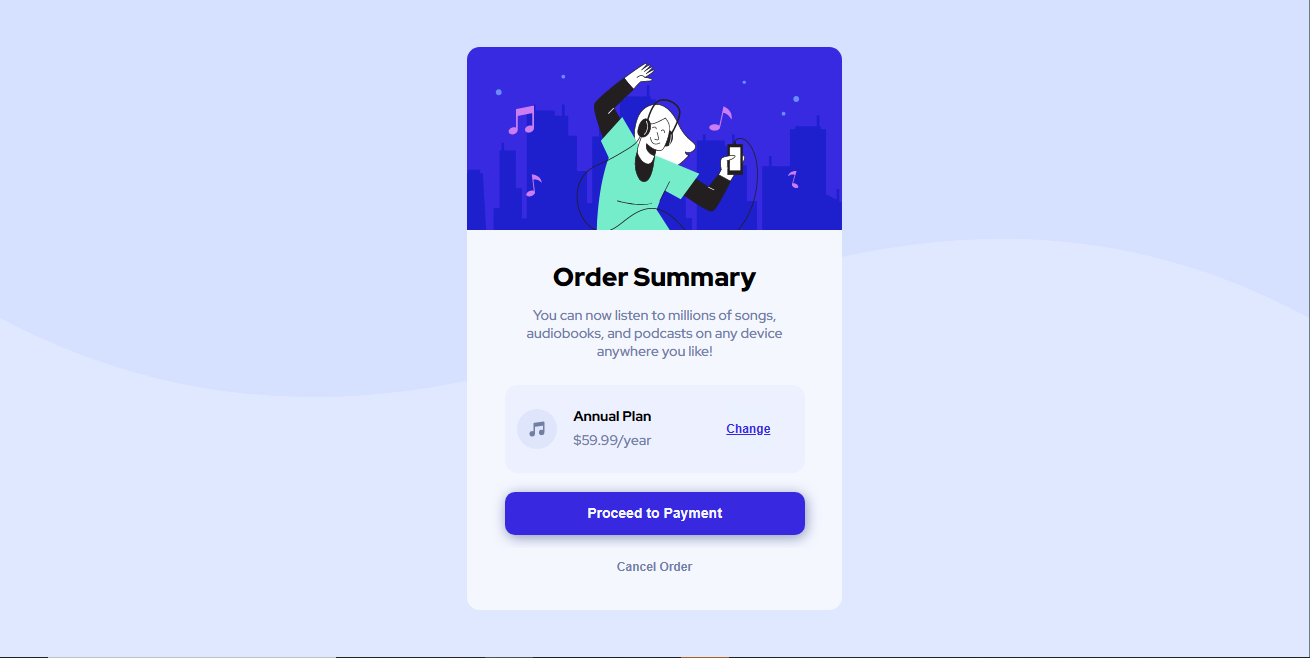 Order Summary
You can now listen to millions of songs,
audiobooks, and podcasts on any device
anywhere you like!
Annual Plan
$59.99/year
Change
Proceed to Payment
Cancel Order